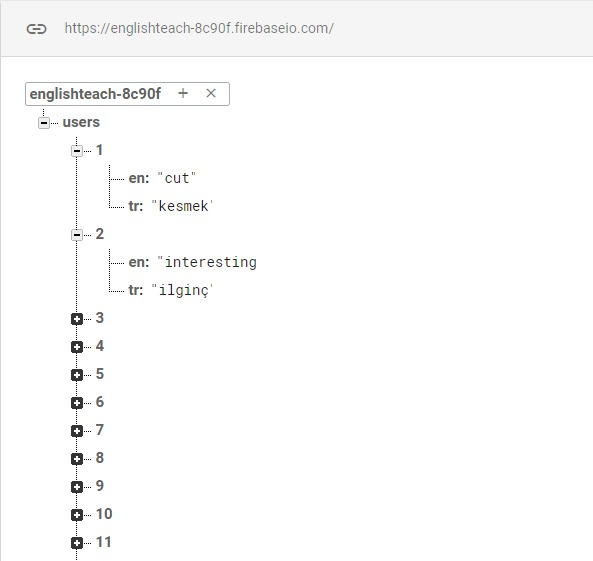 https://englishteach-8c90f.firebaseio.com/
englishteach-8c90f + ×
users
1
en: "cut"
tr: "kesmek'
2
en: "interesting
tr: "ilginç'
3
4
5
6
7
8
9
10
11